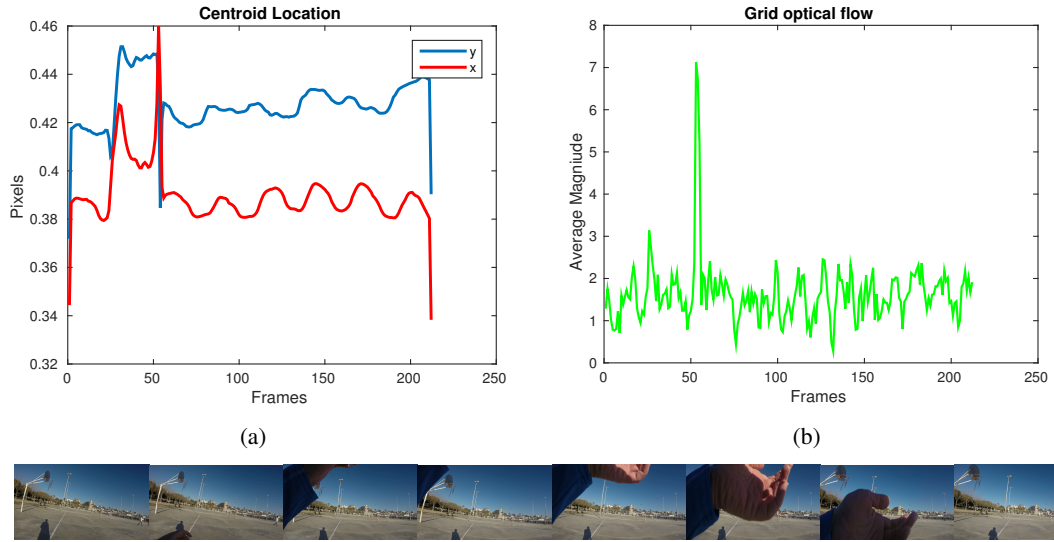 Centroid Location
0.46
0.44
0.42
0.4
0.38
0.36
0.34
0.32
Pixels
y
x
0 50 100 150 200 250
Frames
(a)
Grid optical flow
8
7
6
5
4
3
2
1
0
Average Magniude
0 50 100 150 200 250
Frames
(b)